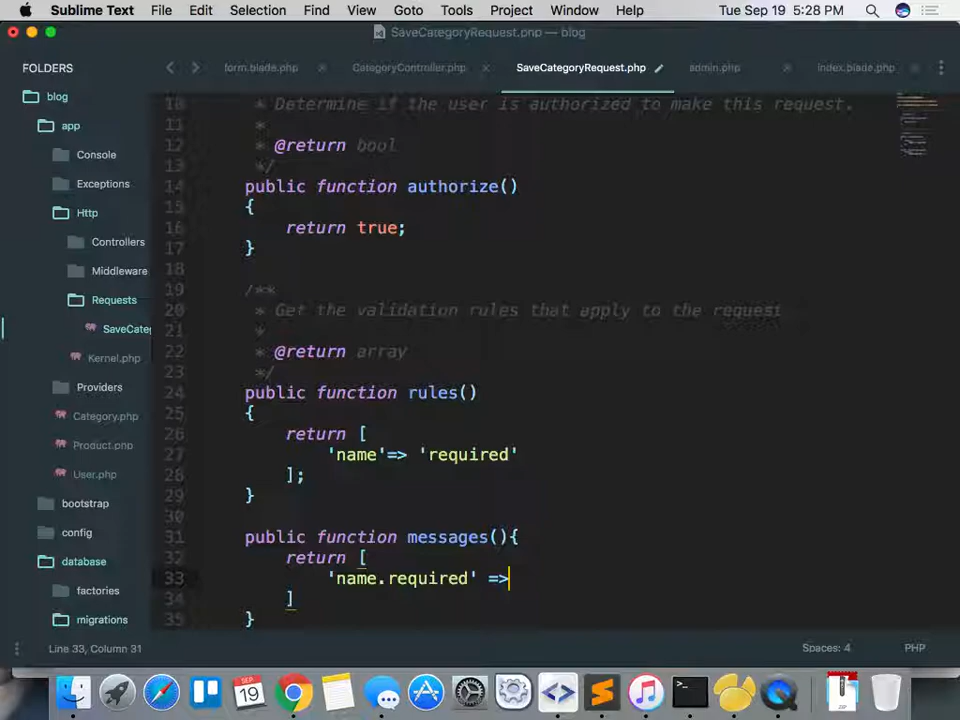 Sublime Text File Edit Selection Find View Goto Tools Project Window Help Tue Sep 19 5:28 PM
SaveCategoryRequest.php — blog
FOLDERS
form.blade.php CategoryController.php SaveCategoryRequest.php admin.php index.blade.php
blog
app
Console
Exceptions
Http
Controllers
Middleware
Requests
SaveCateg
Kernel.php
Providers
Category.php
Product.php
User.php
bootstrap
config
database
factories
migrations
10 * Determine if the user is authorized to make this request.
11 *
12 * @return bool
13 */
14 public function authorize()
15 {
16 return true;
17 }
18
19 /**
20 * Get the validation rules that apply to the request
21 *
22 * @return array
23 */
24 public function rules()
25 {
26 return [
27 'name'=> 'required'
28 ];
29 }
30
31 public function messages(){
32 return [
33 'name.required' =>
34 ]
35 }
Line 33, Column 31 Spaces: 4 PHP
SEP
19
ZIP